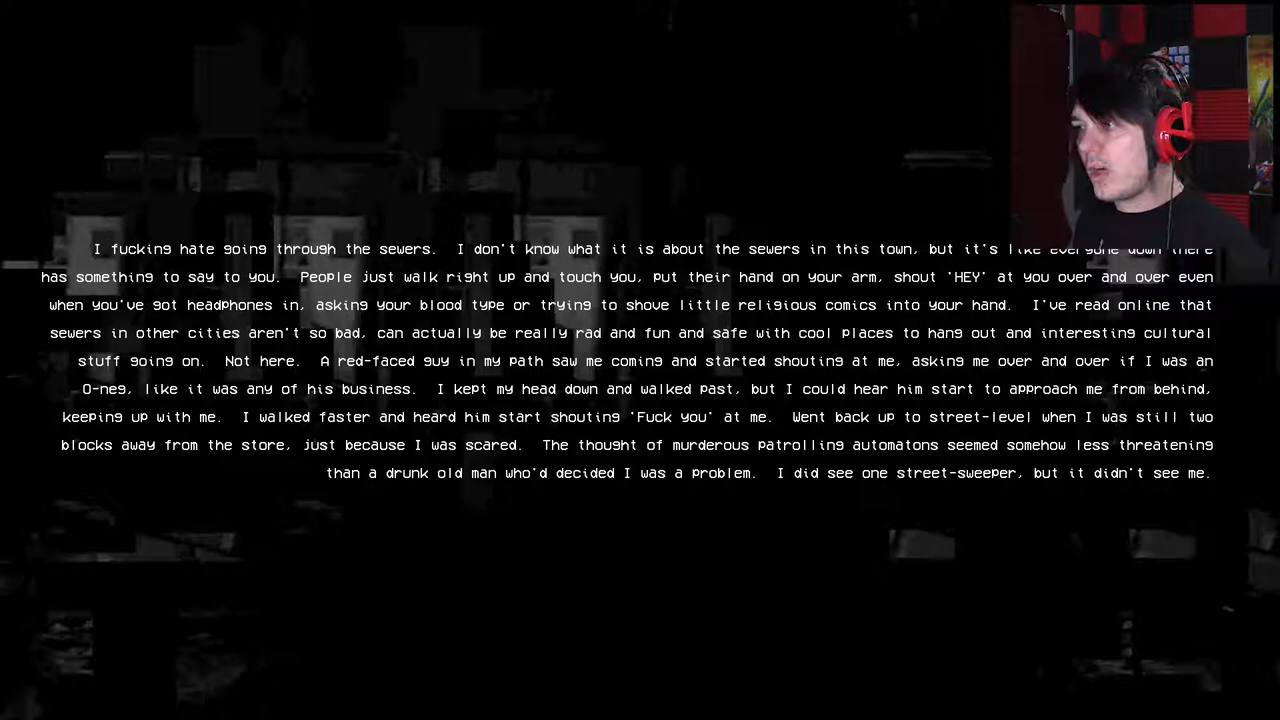 I fucking hate going through the sewers. I don't know what it is about the sewers in this town, but it's like everyone down there
has something to say to you. People just walk right up and touch you, put their hand on your arm, shout 'HEY' at you over and over even
when you've got headphones in, asking your blood type or trying to shove little religious comics into your hand. I've read online that
sewers in other cities aren't so bad, can actually be really rad and fun and safe with cool places to hang out and interesting cultural
stuff going on. Not here. A red-faced guy in my path saw me coming and started shouting at me, asking me over and over if I was an
O-neg, like it was any of his business. I kept my head down and walked past, but I could hear him start to approach me from behind,
keeping up with me. I walked faster and heard him start shouting 'Fuck you' at me. Went back up to street-level when I was still two
blocks away from the store, just because I was scared. The thought of murderous patrolling automatons seemed somehow less threatening
than a drunk old man who'd decided I was a problem. I did see one street-sweeper, but it didn't see me.